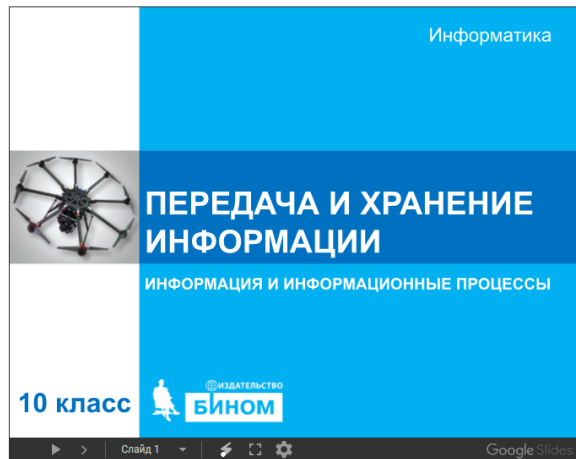 Информатика
ПЕРЕДАЧА И ХРАНЕНИЕ
ИНФОРМАЦИИ
ИНФОРМАЦИЯ И ИНФОРМАЦИОННЫЕ ПРОЦЕССЫ
10 класс
ИЗДАТЕЛЬСТВО
БИНОМ
Слайд 1
Google Slides